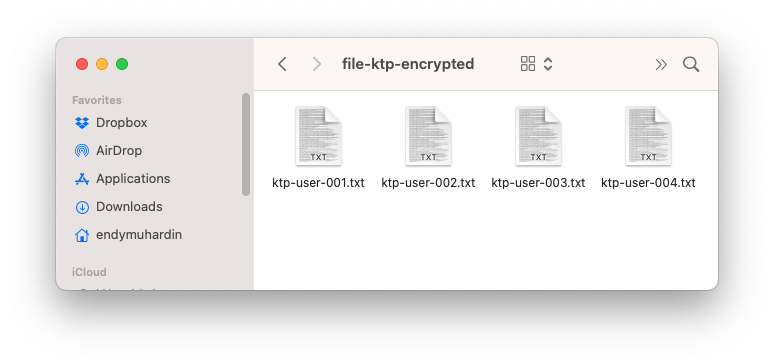 file-ktp-encrypted
Favorites
Dropbox
AirDrop
Applications
Downloads
endymuhardin
iCloud
TXT TXT TXT TXT
ktp-user-001.txt ktp-user-002.txt ktp-user-003.txt ktp-user-004.txt